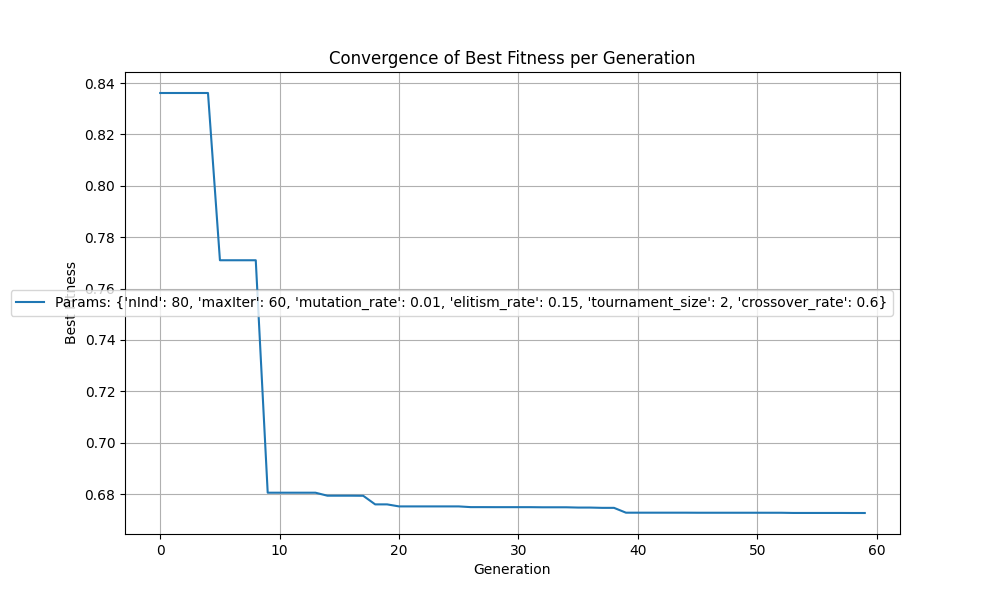 Convergence of Best Fitness per Generation
0.84
0.82
0.80
0.78
0.76
Params: {'nInd': 80, 'maxIter': 60, 'mutation_rate': 0.01, 'elitism_rate': 0.15, 'tournament_size': 2, 'crossover_rate': 0.6}
0.74
0.72
0.70
0.68
Best Fitness
0 10 20 30 40 50 60
Generation